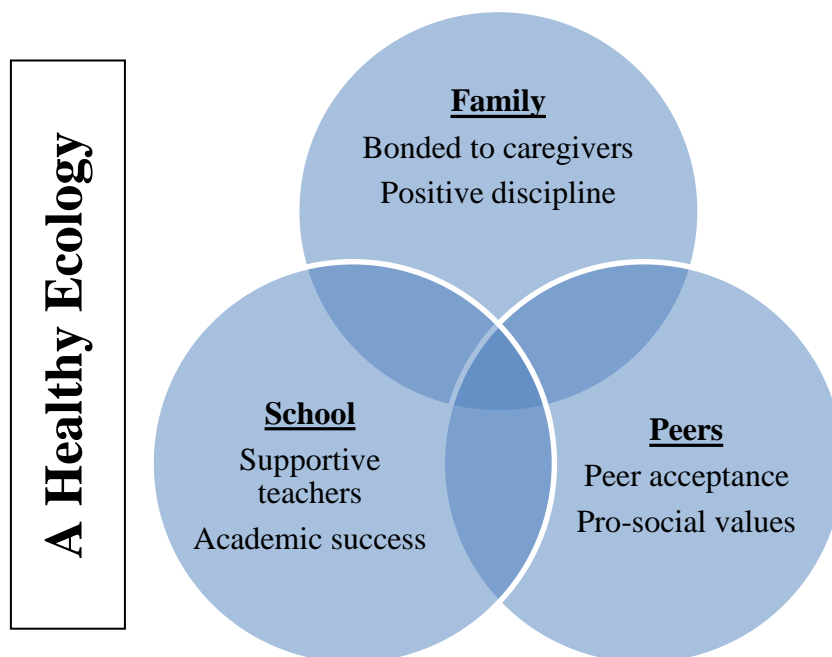 A Healthy Ecology
Family
Bonded to caregivers
Positive discipline
School
Supportive
teachers
Academic success
Peers
Peer acceptance
Pro-social values